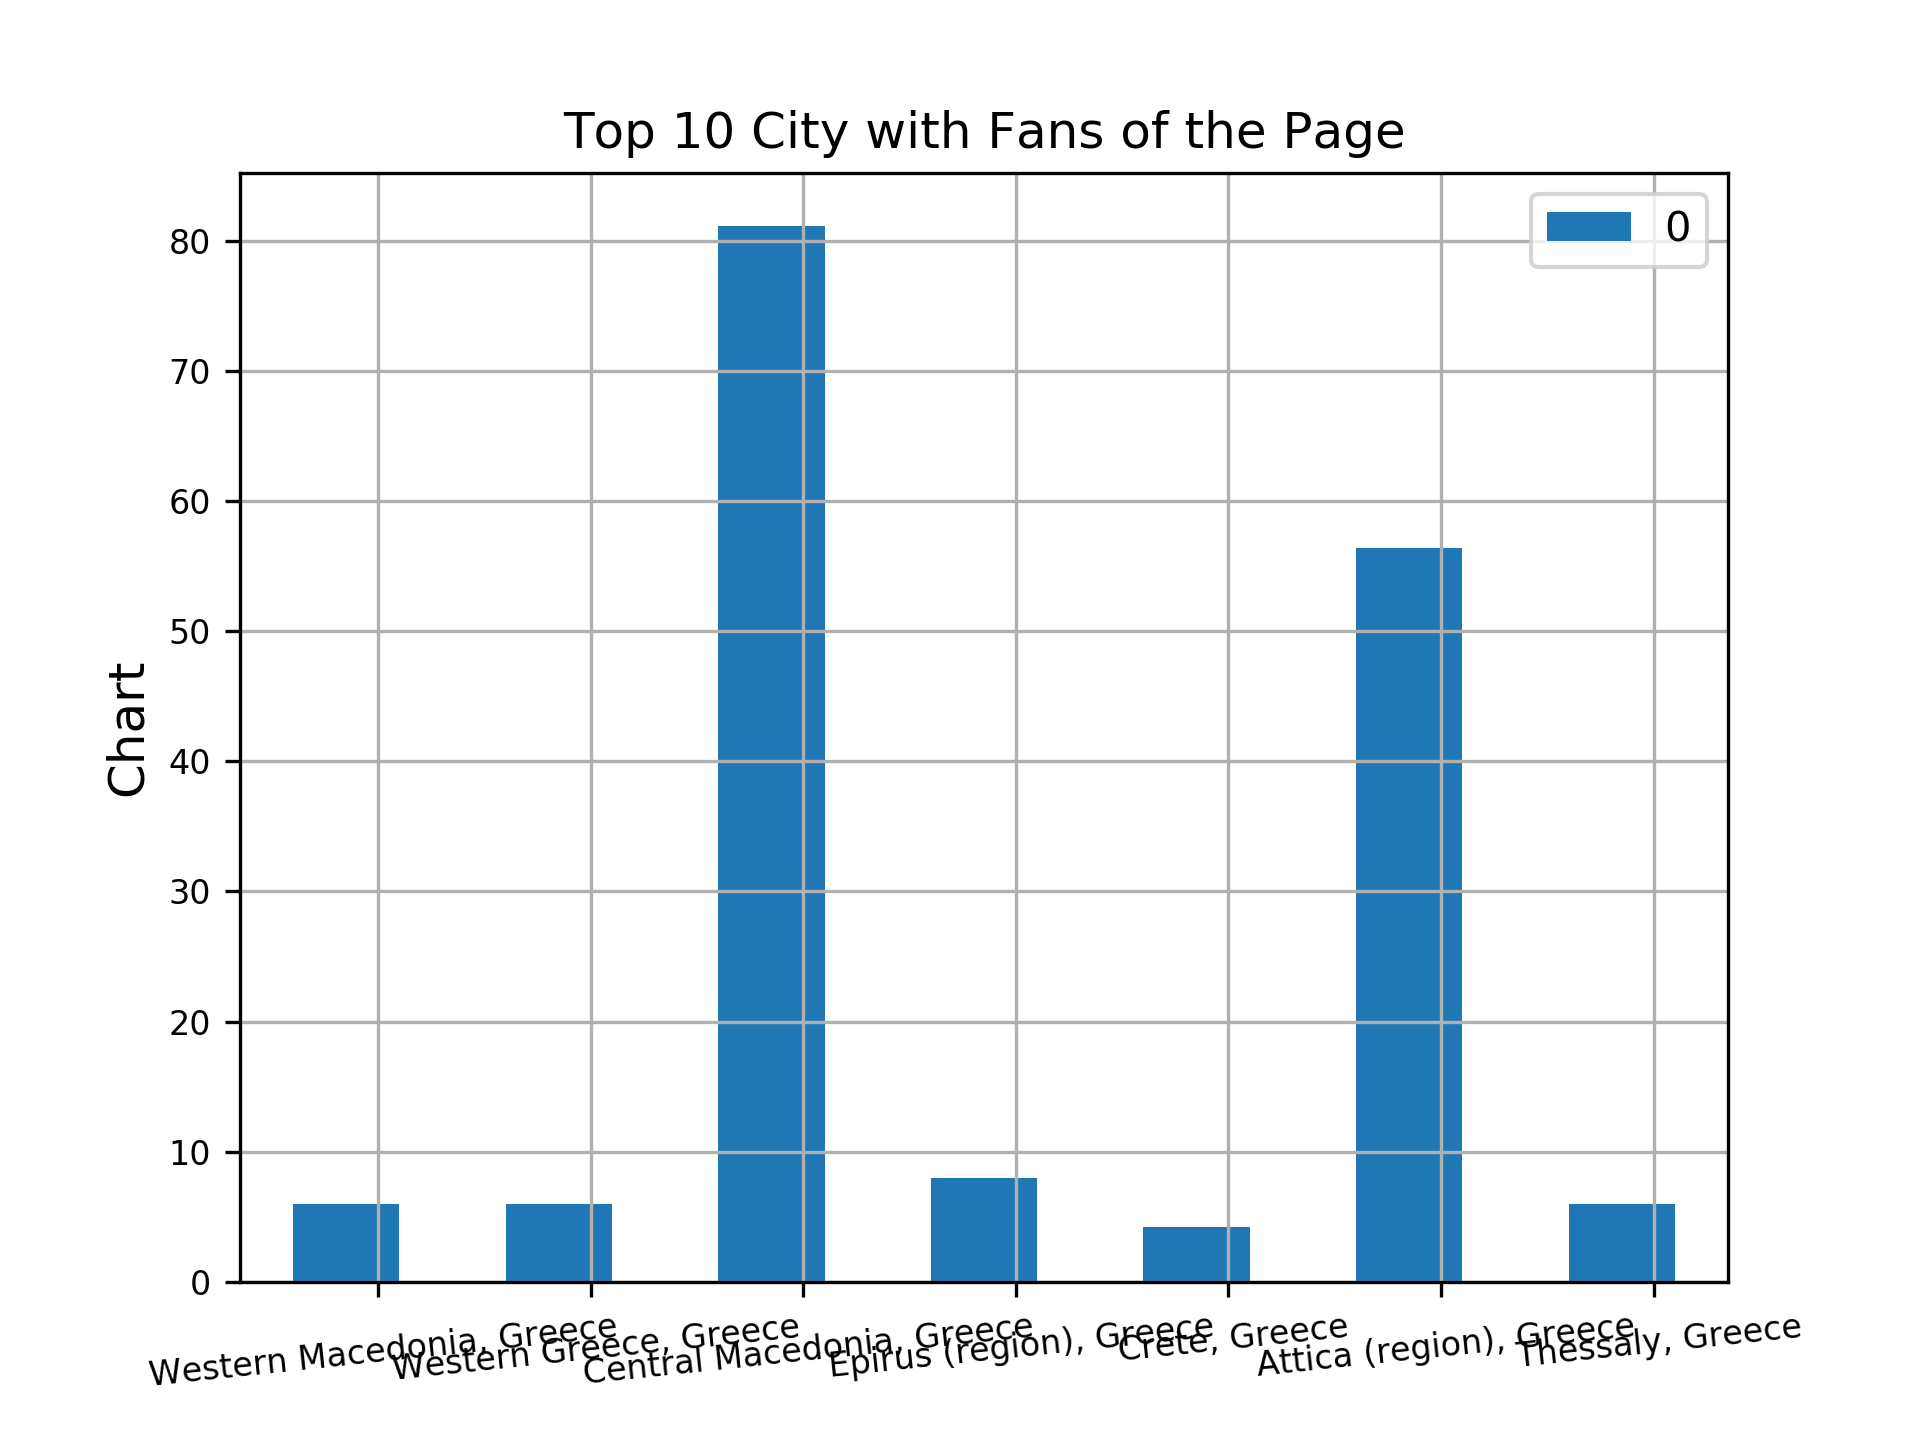 Top 10 City with Fans of the Page
0
Chart
80
70
60
50
40
30
20
10
0
Western Macedonia, Greece
Western Greece, Greece
Central Macedonia, Greece
Epirus (region), Greece
Crete, Greece
Attica (region), Greece
Thessaly, Greece